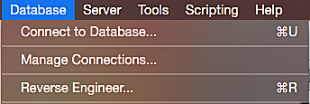 Database Server Tools Scripting Help
Connect to Database... ⌘U
Manage Connections...
Reverse Engineer... ⌘R